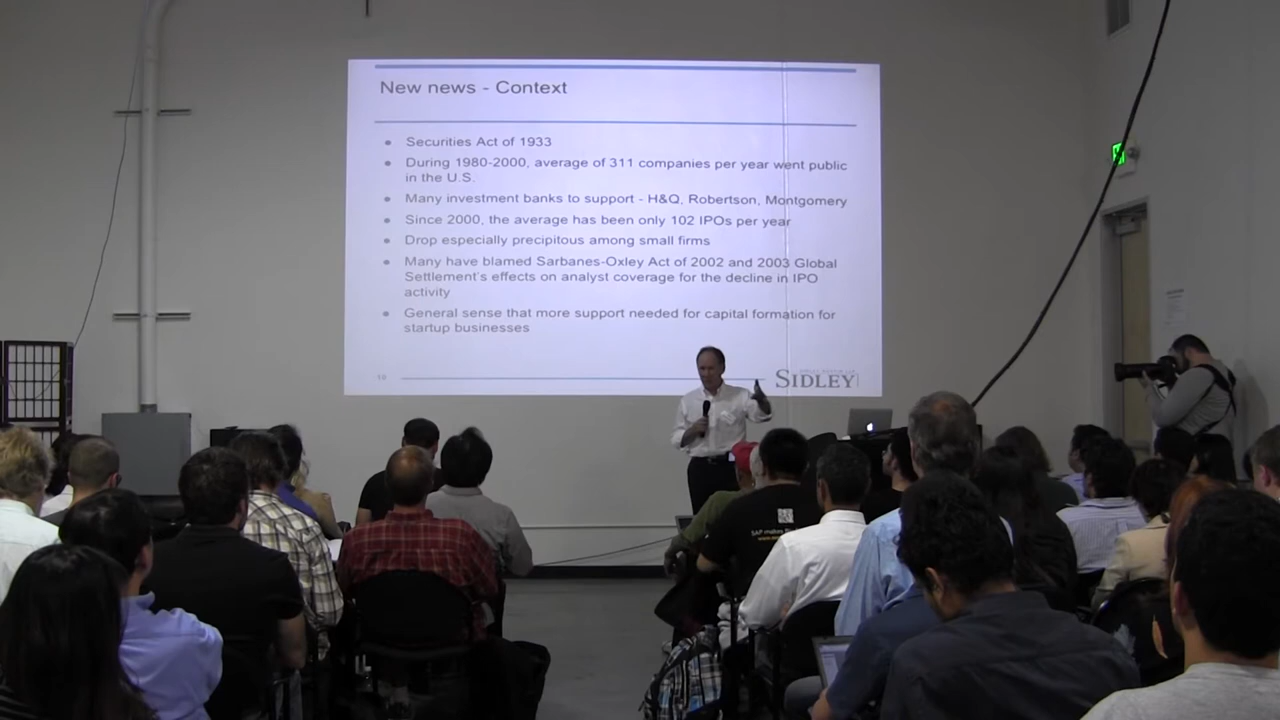 New news - Context
Securities Act of 1933
During 1980-2000, average of 311 companies per year went public
in the U.S.
Many investment banks to support - H&Q, Robertson, Montgomery
Since 2000, the average has been only 102 IPOs per year
Drop especially precipitous among small firms
Many have blamed Sarbanes-Oxley Act of 2002 and 2003 Global
Settlement's effects on analyst coverage for the decline in IPO
activity
General sense that more support needed for capital formation for
startup businesses
SIDLEY
SAP makes